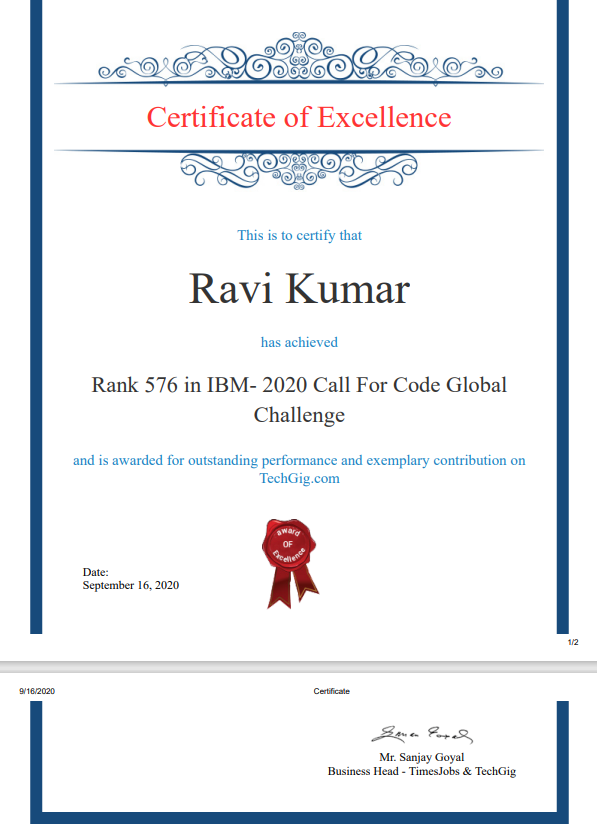 Certificate of Excellence
This is to certify that
Ravi Kumar
has achieved
Rank 576 in IBM- 2020 Call For Code Global
Challenge
and is awarded for outstanding performance and exemplary contribution on
TechGig.com
award
OF
Excellence
Date:
September 16, 2020
1/2
9/16/2020
Certificate
Mr. Sanjay Goyal
Business Head - TimesJobs & TechGig